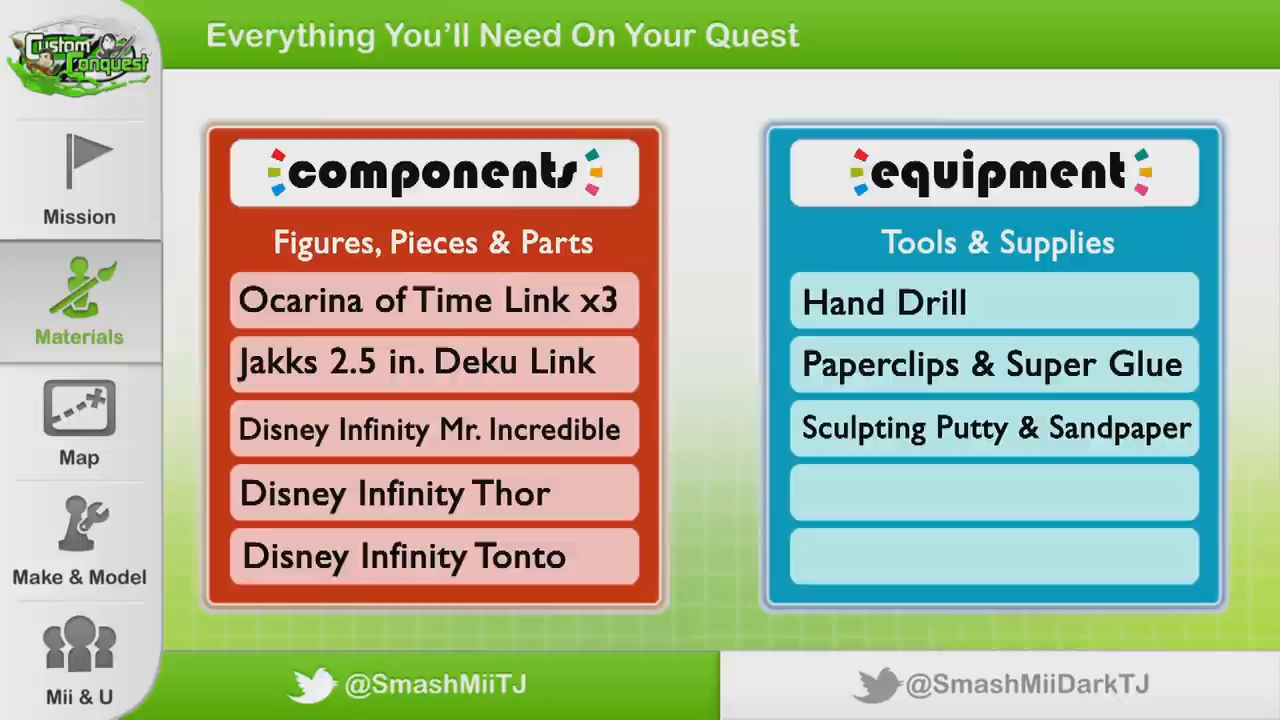 Custom
Conquest
Everything You'll Need On Your Quest
Mission
Materials
Map
Make & Model
Mii & U
components
Figures, Pieces & Parts
Ocarina of Time Link x3
Jakks 2.5 in. Deku Link
Disney Infinity Mr. Incredible
Disney Infinity Thor
Disney Infinity Tonto
equipment
Tools & Supplies
Hand Drill
Paperclips & Super Glue
Sculpting Putty & Sandpaper
@SmashMiiTJ
@SmashMiiDarkTJ